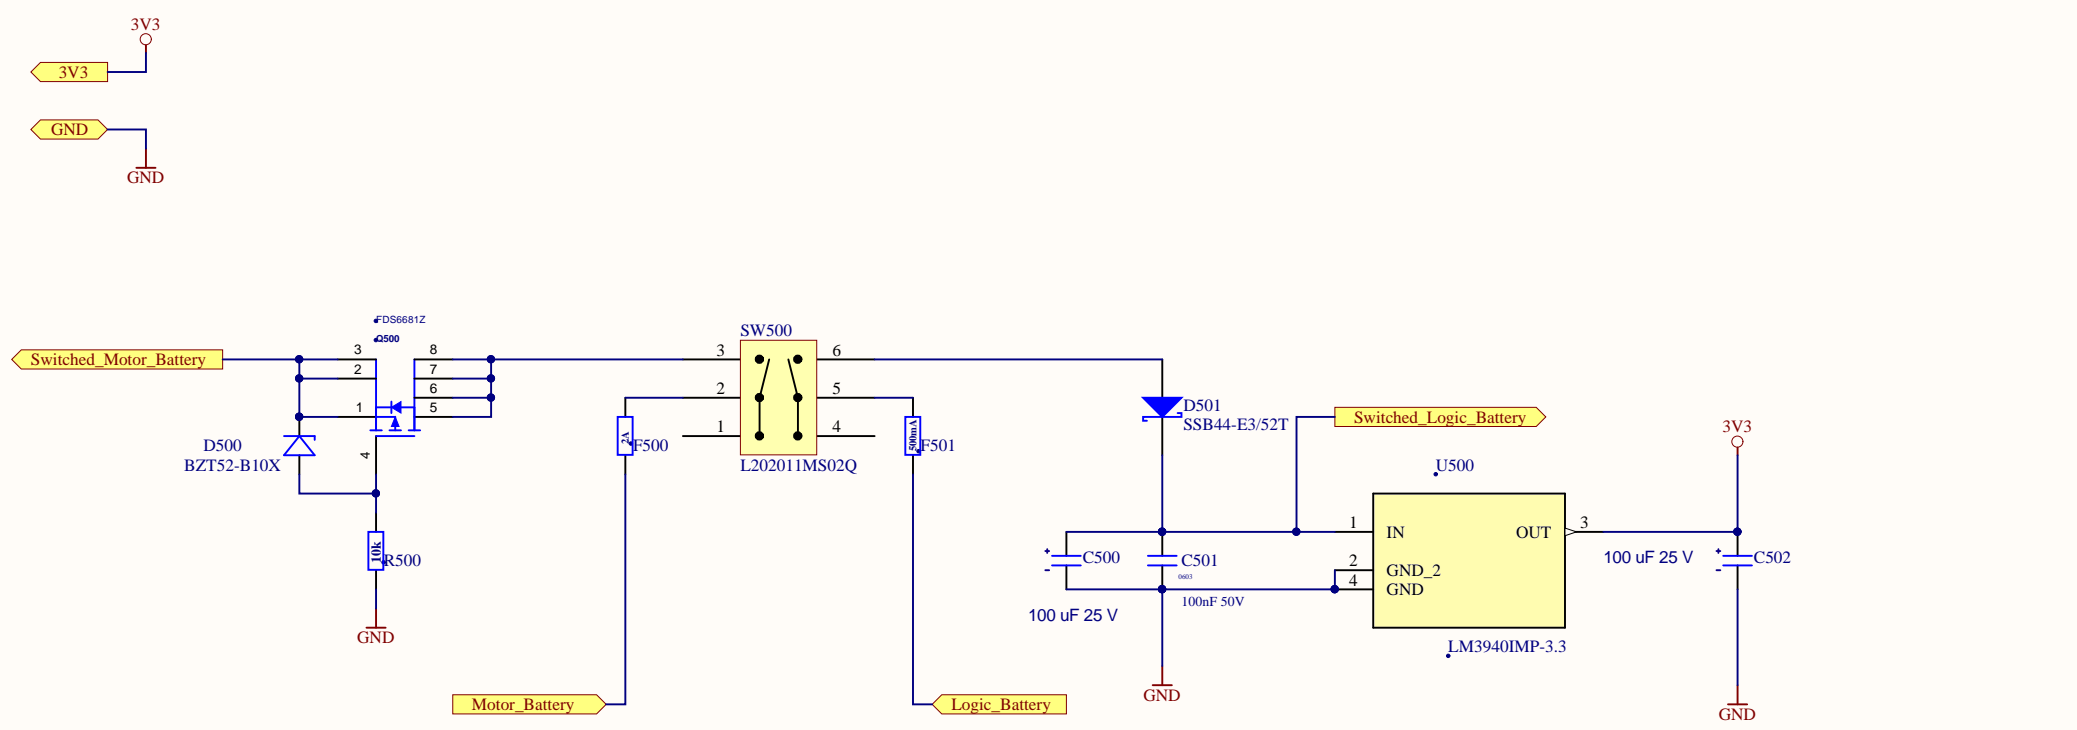 3V3
3V3
GND
GND
FDS6681Z
Q500
Switched_Motor_Battery
3
2
1
8
7
6
5
4
D500
BZT52-B10X
10k
R500
GND
SW500
3
2
1
6
5
4
L202011MS02Q
2A
F500
500mA
F501
Motor_Battery
Logic_Battery
D501
SSB44-E3/52T
Switched_Logic_Battery
+
-
C500
100 uF 25 V
C501
0603
100nF 50V
GND
U500
1
2
4
IN
GND_2
GND
OUT
3
LM3940IMP-3.3
3V3
100 uF 25 V
+
-
C502
GND